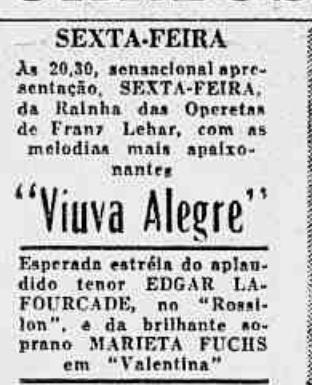 SEXTA-FEIRA
As 20,30, sensacional apre-
sentação, SEXTA-FEIRA,
da Rainha das Operetas
de Franz Lehar, com as
melodias mais apaixo-
nantes
"Viuva Alegre"
Esperada estréia do aplau-
dido tenor EDGAR LA-
FOURCADE, no "Rossi-
lon", e da brilhante so-
prano MARIETA FUCHS
em "Valentina"